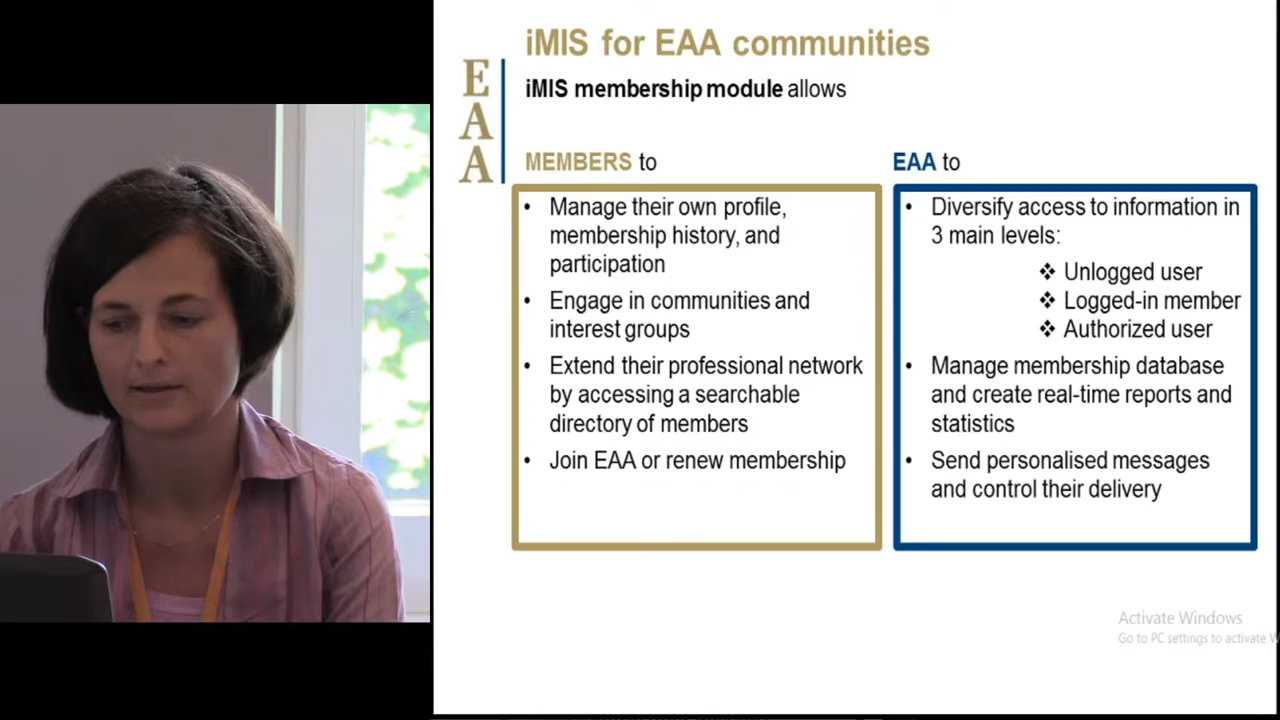 iMIS for EAA communities
E
A
A
iMIS membership module allows
MEMBERS to
• Manage their own profile,
membership history, and
participation
• Engage in communities and
interest groups
• Extend their professional network
by accessing a searchable
directory of members
• Join EAA or renew membership
EAA to
• Diversify access to information in
3 main levels:
❖ Unlogged user
❖ Logged-in member
❖ Authorized user
• Manage membership database
and create real-time reports and
statistics
• Send personalised messages
and control their delivery
Activate Windows
Go to PC settings to activate W